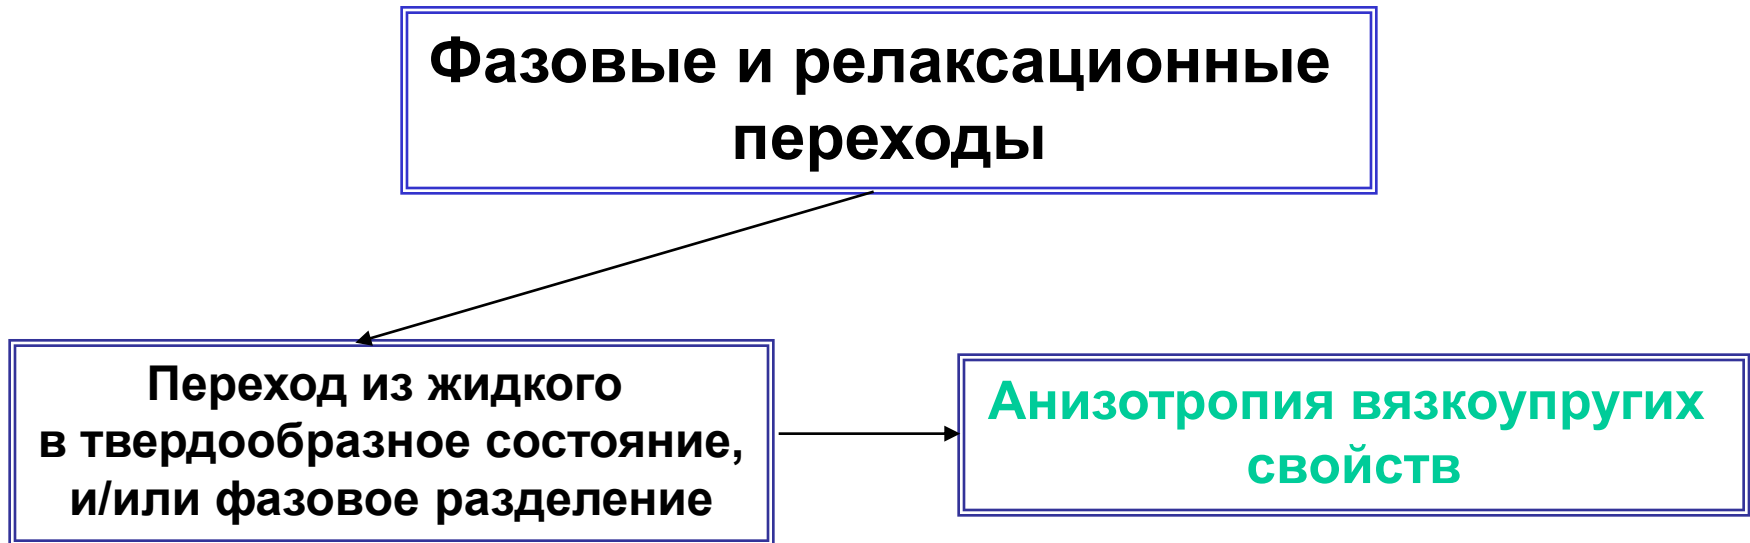 Фазовые и релаксационные
переходы
Переход из жидкого
в твердообразное состояние,
и/или фазовое разделение
Анизотропия вязкоупругих
свойств